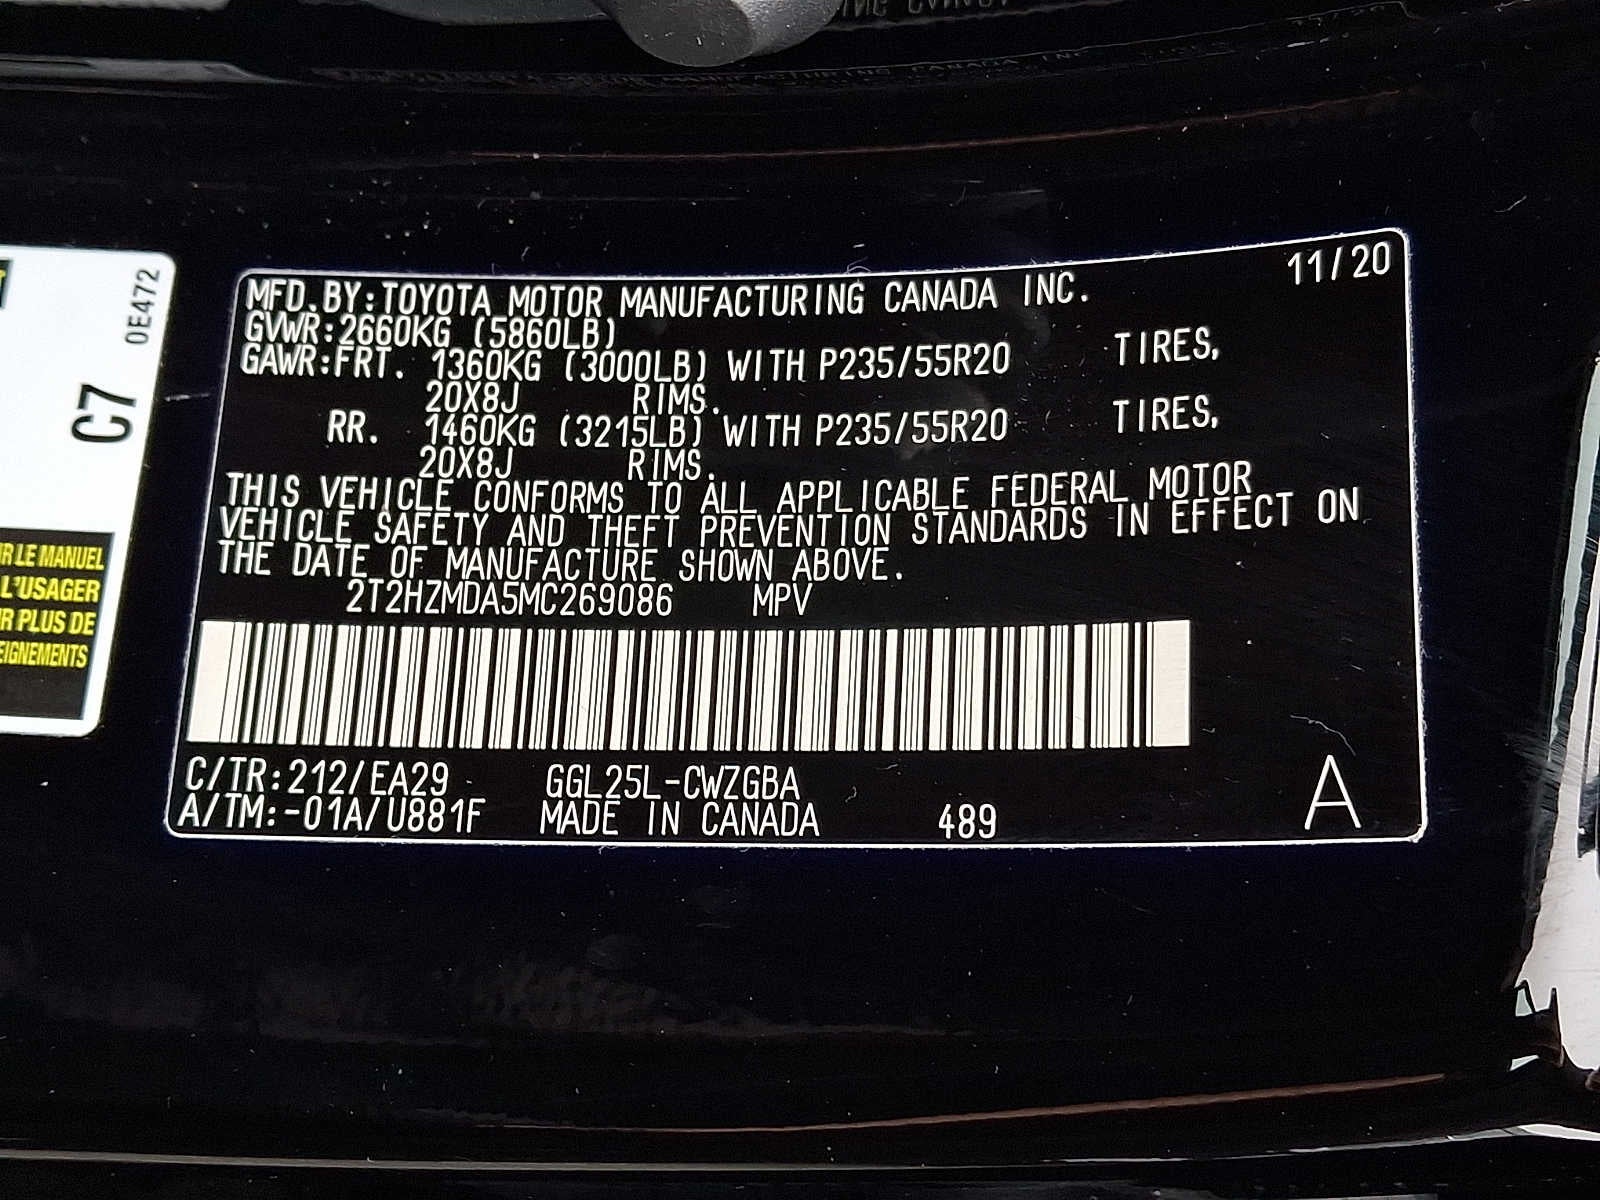 0E472
C7
R LE MANUEL
L'USAGER
R PLUS DE
EIGNEMENTS
11/20
MFD.BY:TOYOTA MOTOR MANUFACTURING CANADA INC.
GVWR:2660KG (5860LB)
GAWR:FRT. 1360KG (3000LB) WITH P235/55R20 TIRES,
20X8J RIMS.
RR. 1460KG (3215LB) WITH P235/55R20 TIRES,
20X8J RIMS.
THIS VEHICLE CONFORMS TO ALL APPLICABLE FEDERAL MOTOR
VEHICLE SAFETY AND THEFT PREVENTION STANDARDS IN EFFECT ON
THE DATE OF MANUFACTURE SHOWN ABOVE.
2T2HZMDA5MC269086 MPV
C/TR:212/EA29 GGL25L-CWZGBA
A/TM:-01A/U881F MADE IN CANADA 489 A